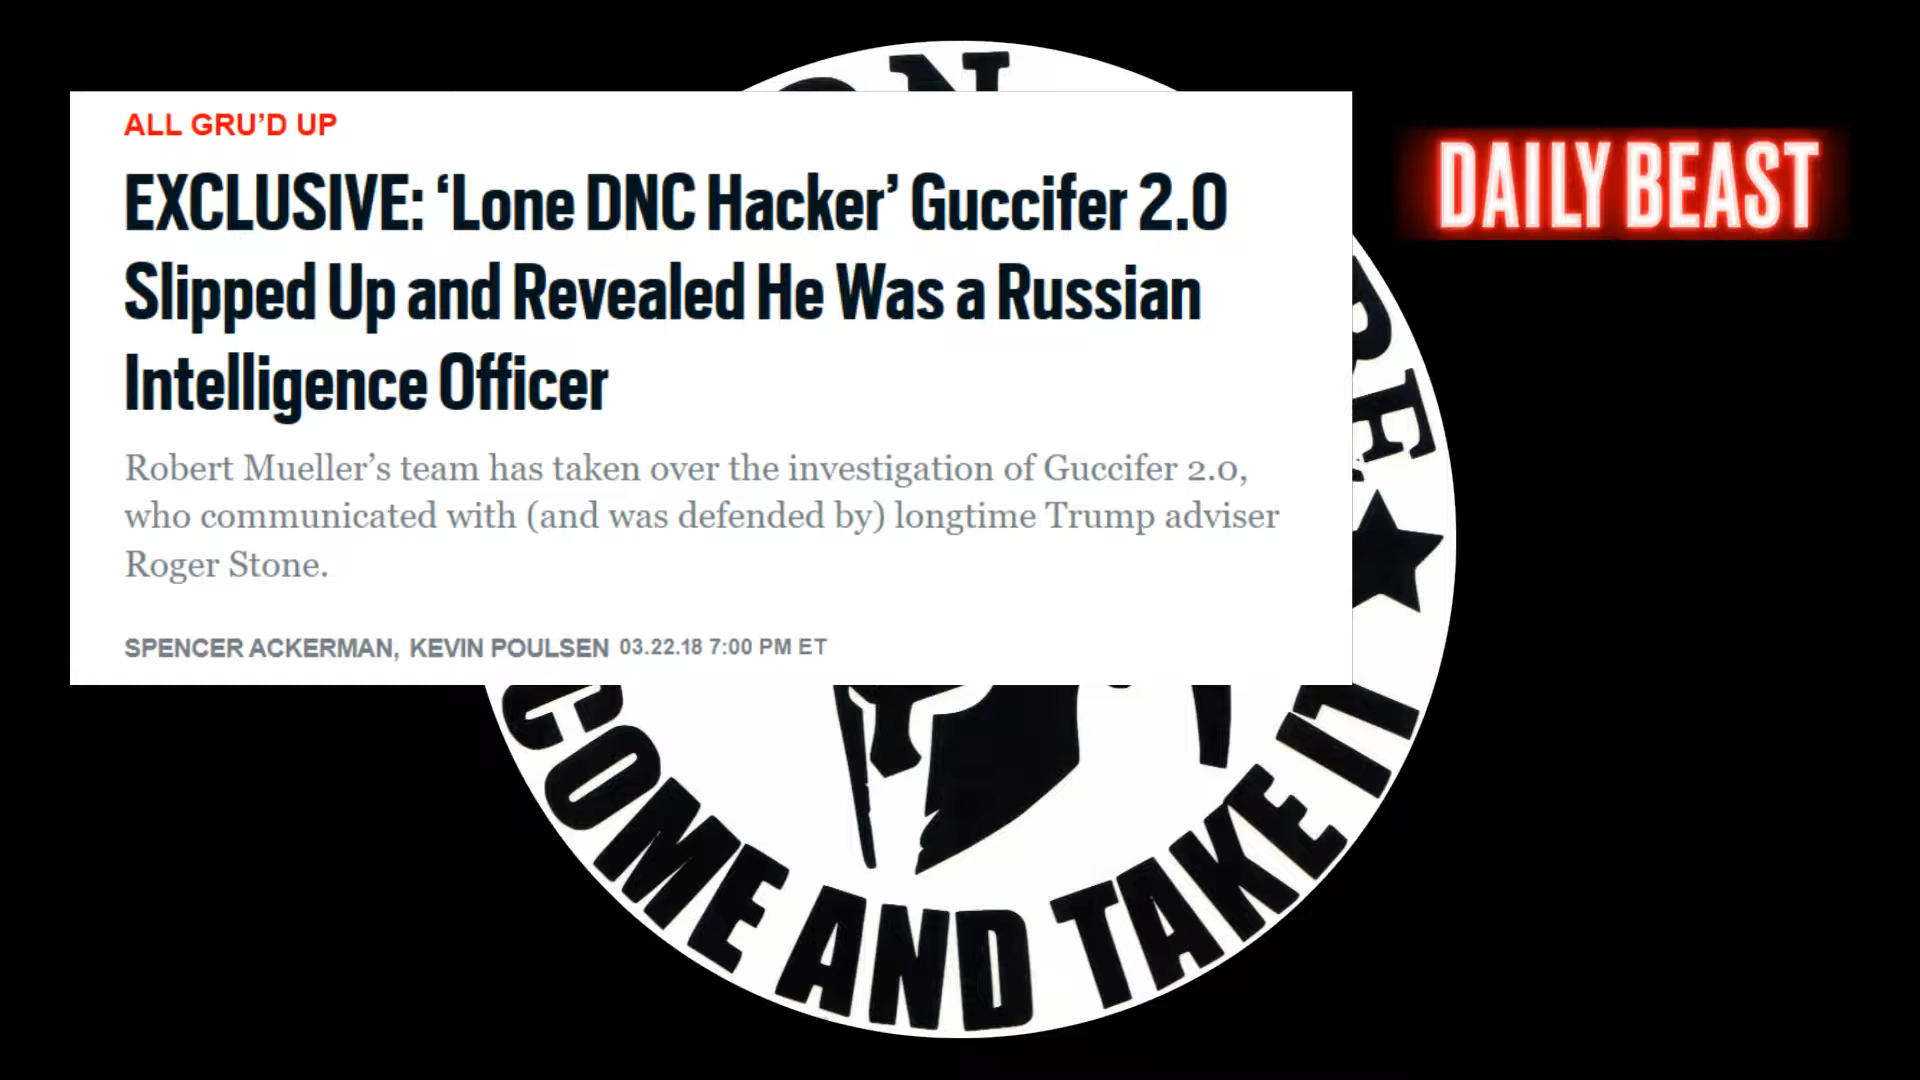 ON
ALL GRU’D UP
EXCLUSIVE: ‘Lone DNC Hacker’ Guccifer 2.0
Slipped Up and Revealed He Was a Russian
Intelligence Officer
Robert Mueller’s team has taken over the investigation of Guccifer 2.0,
who communicated with (and was defended by) longtime Trump adviser
Roger Stone.
SPENCER ACKERMAN, KEVIN POULSEN 03.22.18 7:00 PM ET
DAILY BEAST
COME AND TAKE IT